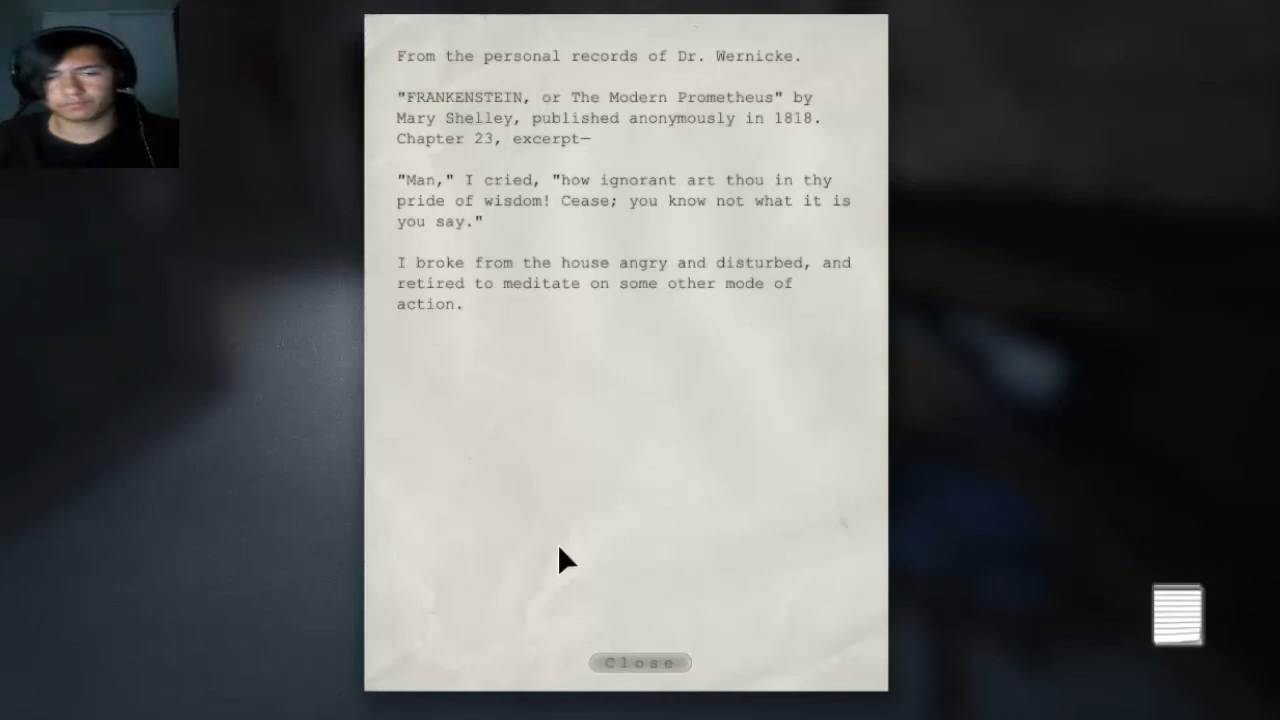 From the personal records of Dr. Wernicke.
"FRANKENSTEIN, or The Modern Prometheus" by
Mary Shelley, published anonymously in 1818.
Chapter 23, excerpt—
"Man," I cried, "how ignorant art thou in thy
pride of wisdom! Cease; you know not what it is
you say."
I broke from the house angry and disturbed, and
retired to meditate on some other mode of
action.
Close